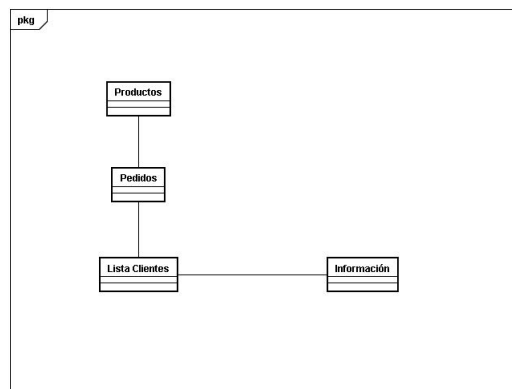 pkg
Productos
Pedidos
Lista Clientes
Información